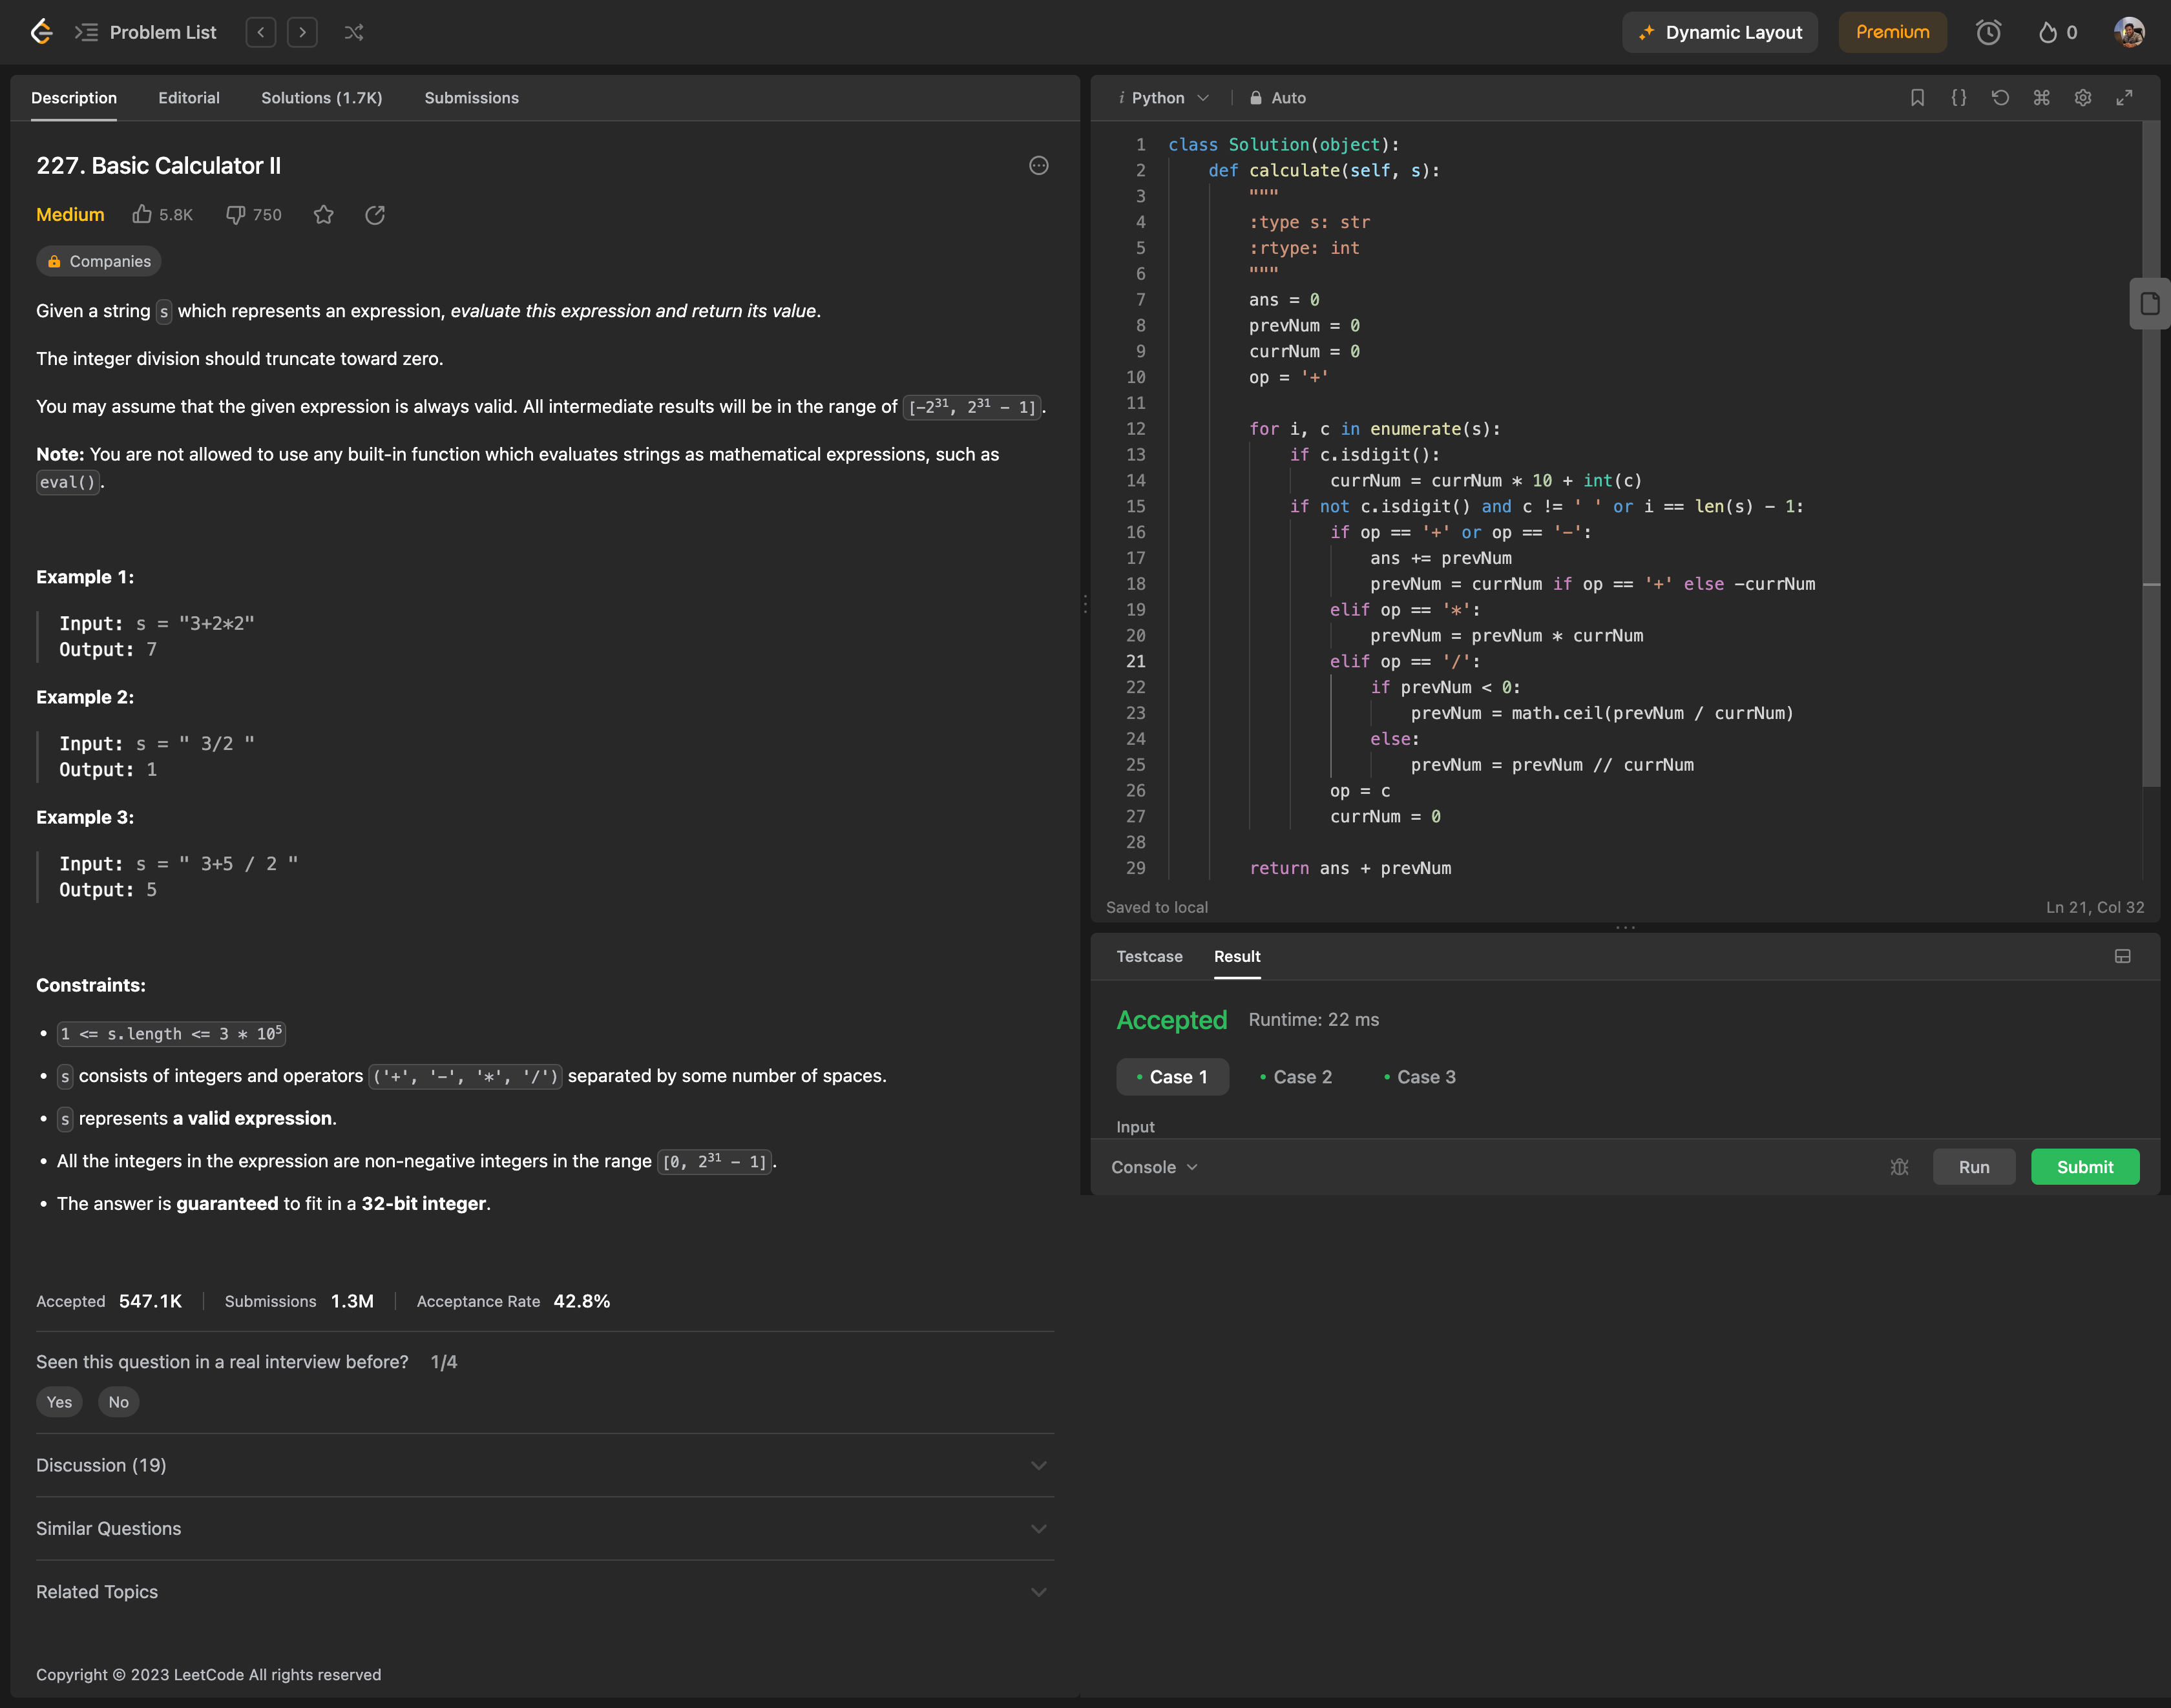 Problem List
Dynamic Layout
Premium
0
Description
Editorial
Solutions (1.7K)
Submissions
227. Basic Calculator II
Medium
5.8K
750
Companies
Given a string s which represents an expression, evaluate this expression and return its value.
The integer division should truncate toward zero.
You may assume that the given expression is always valid. All intermediate results will be in the range of [-2³¹, 2³¹ - 1].
Note: You are not allowed to use any built-in function which evaluates strings as mathematical expressions, such as
eval().
Example 1:
Input: s = "3+2*2"
Output: 7
Example 2:
Input: s = " 3/2 "
Output: 1
Example 3:
Input: s = " 3+5 / 2 "
Output: 5
Constraints:
• 1 <= s.length <= 3 * 10⁵
• s consists of integers and operators ('+', '-', '*', '/') separated by some number of spaces.
• s represents a valid expression.
• All the integers in the expression are non-negative integers in the range [0, 2³¹ - 1].
• The answer is guaranteed to fit in a 32-bit integer.
Accepted 547.1K
Submissions 1.3M
Acceptance Rate 42.8%
Seen this question in a real interview before? 1/4
Yes
No
Discussion (19)
Similar Questions
Related Topics
Copyright © 2023 LeetCode All rights reserved
i Python
Auto
1 class Solution(object):
2     def calculate(self, s):
3         """
4         :type s: str
5         :rtype: int
6         """
7         ans = 0
8         prevNum = 0
9         currNum = 0
10         op = '+'
11
12         for i, c in enumerate(s):
13             if c.isdigit():
14                 currNum = currNum * 10 + int(c)
15             if not c.isdigit() and c != ' ' or i == len(s) - 1:
16                 if op == '+' or op == '-':
17                     ans += prevNum
18                     prevNum = currNum if op == '+' else -currNum
19                 elif op == '*':
20                     prevNum = prevNum * currNum
21                 elif op == '/':
22                     if prevNum < 0:
23                         prevNum = math.ceil(prevNum / currNum)
24                     else:
25                         prevNum = prevNum // currNum
26                 op = c
27                 currNum = 0
28
29         return ans + prevNum
Saved to local
Ln 21, Col 32
Testcase
Result
Accepted
Runtime: 22 ms
• Case 1
• Case 2
• Case 3
Input
Console
Run
Submit